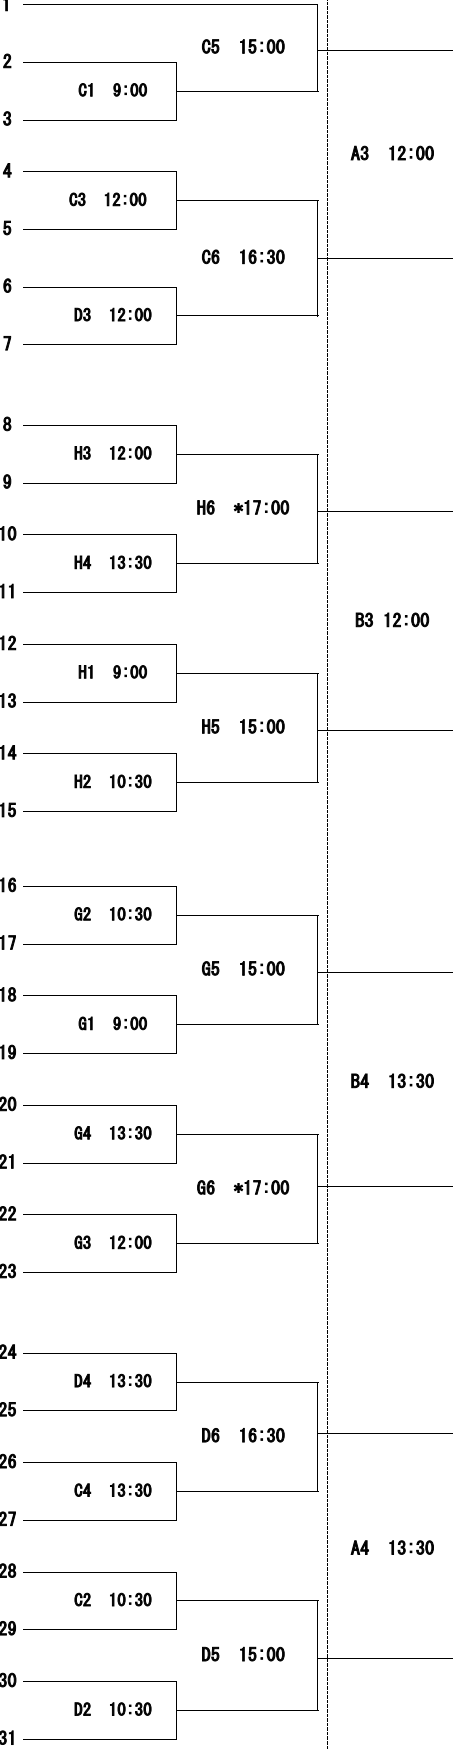 1
C5 15:00
2
C1 9:00
3
A3 12:00
4
C3 12:00
5
C6 16:30
6
D3 12:00
7
8
H3 12:00
9
H6 *17:00
10
H4 13:30
11
B3 12:00
12
H1 9:00
13
H5 15:00
14
H2 10:30
15
16
G2 10:30
17
G5 15:00
18
G1 9:00
19
B4 13:30
20
G4 13:30
21
G6 *17:00
22
G3 12:00
23
24
D4 13:30
25
D6 16:30
26
C4 13:30
27
A4 13:30
28
C2 10:30
29
D5 15:00
30
D2 10:30
31